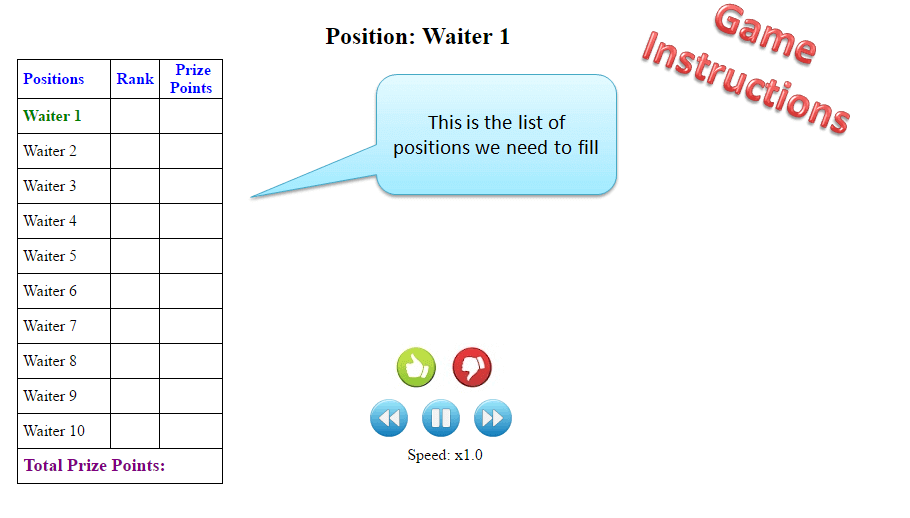 Position: Waiter 1
Game
Instructions
Positions Rank Prize Points
Waiter 1
Waiter 2
Waiter 3
Waiter 4
Waiter 5
Waiter 6
Waiter 7
Waiter 8
Waiter 9
Waiter 10
Total Prize Points:
This is the list of
positions we need to fill
Speed: x1.0